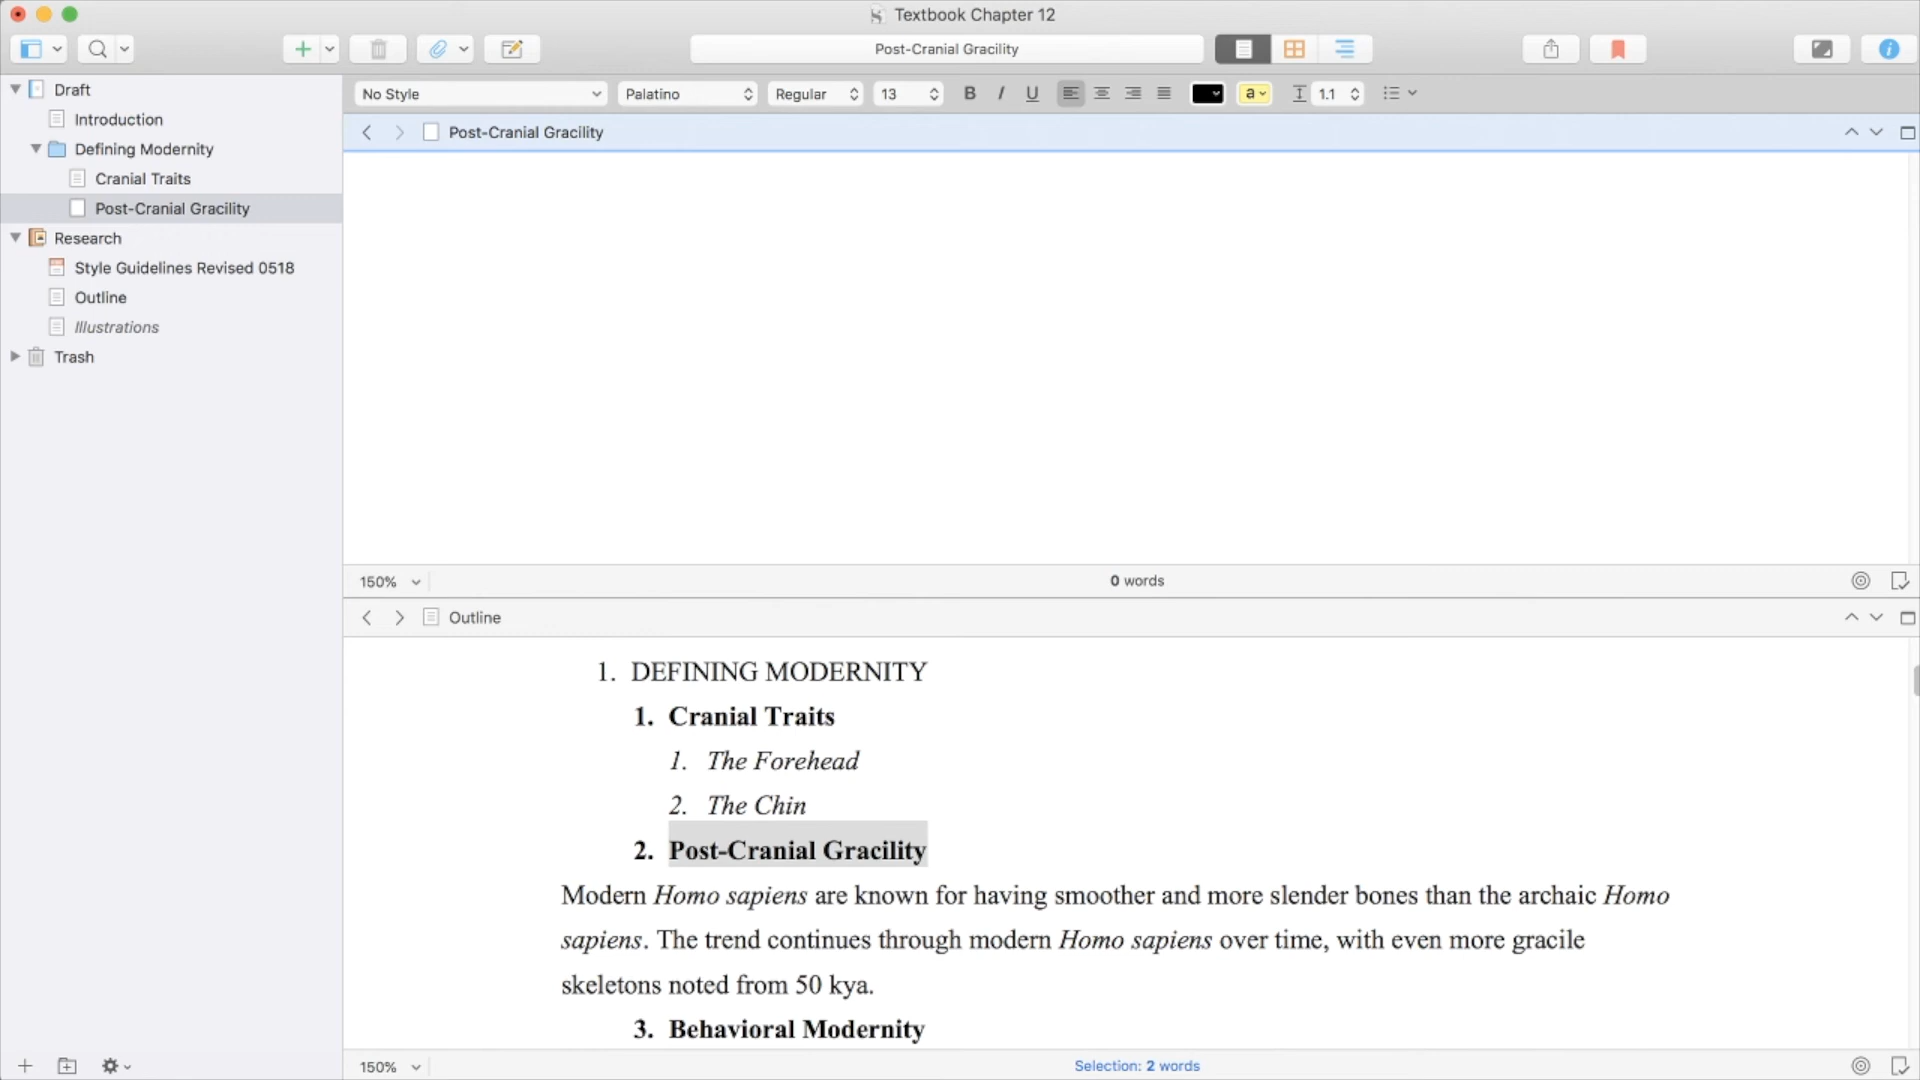 Textbook Chapter 12
Post-Cranial Gracility
Draft
Introduction
Defining Modernity
Cranial Traits
Post-Cranial Gracility
Research
Style Guidelines Revised 0518
Outline
Illustrations
Trash
No Style
Palatino
Regular
13
B I U
a
1.1
Post-Cranial Gracility
150%
0 words
Outline
1. DEFINING MODERNITY
1. Cranial Traits
1. The Forehead
2. The Chin
2. Post-Cranial Gracility
Modern Homo sapiens are known for having smoother and more slender bones than the archaic Homo
sapiens. The trend continues through modern Homo sapiens over time, with even more gracile
skeletons noted from 50 kya.
3. Behavioral Modernity
150%
Selection: 2 words